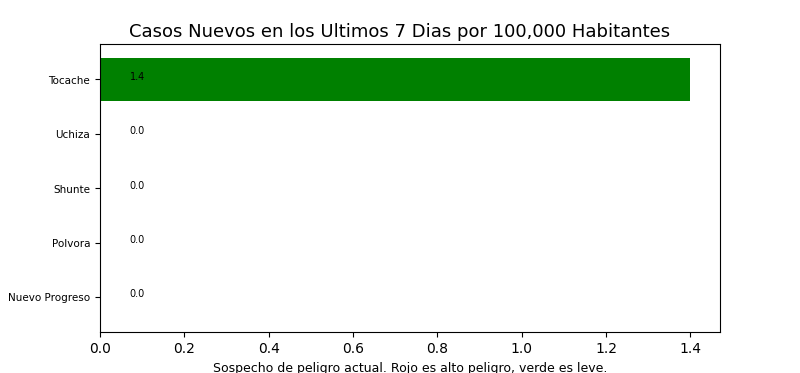 Casos Nuevos en los Ultimos 7 Dias por 100,000 Habitantes
Tocache 1.4
Uchiza 0.0
Shunte 0.0
Polvora 0.0
Nuevo Progreso 0.0
0.0 0.2 0.4 0.6 0.8 1.0 1.2 1.4
Sospecho de peligro actual. Rojo es alto peligro, verde es leve.